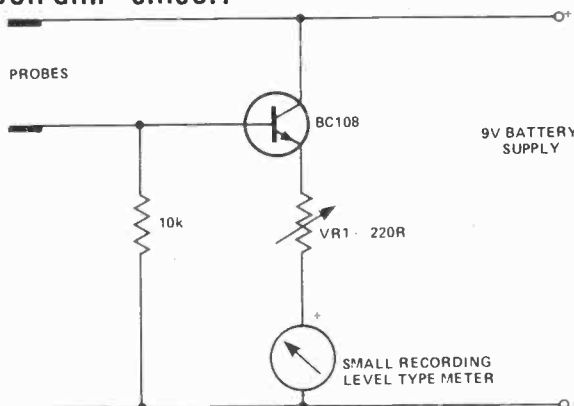 PROBES
BC108
9V BATTERY
SUPPLY
10k
VR1 - 220R
+
+
SMALL RECORDING
LEVEL TYPE METER